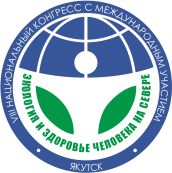 VIII НАЦИОНАЛЬНЫЙ КОНГРЕСС С МЕЖДУНАРОДНЫМ УЧАСТИЕМ
ЭКОЛОГИЯ И ЗДОРОВЬЕ ЧЕЛОВЕКА НА СЕВЕРЕ
• ЯКУТСК •